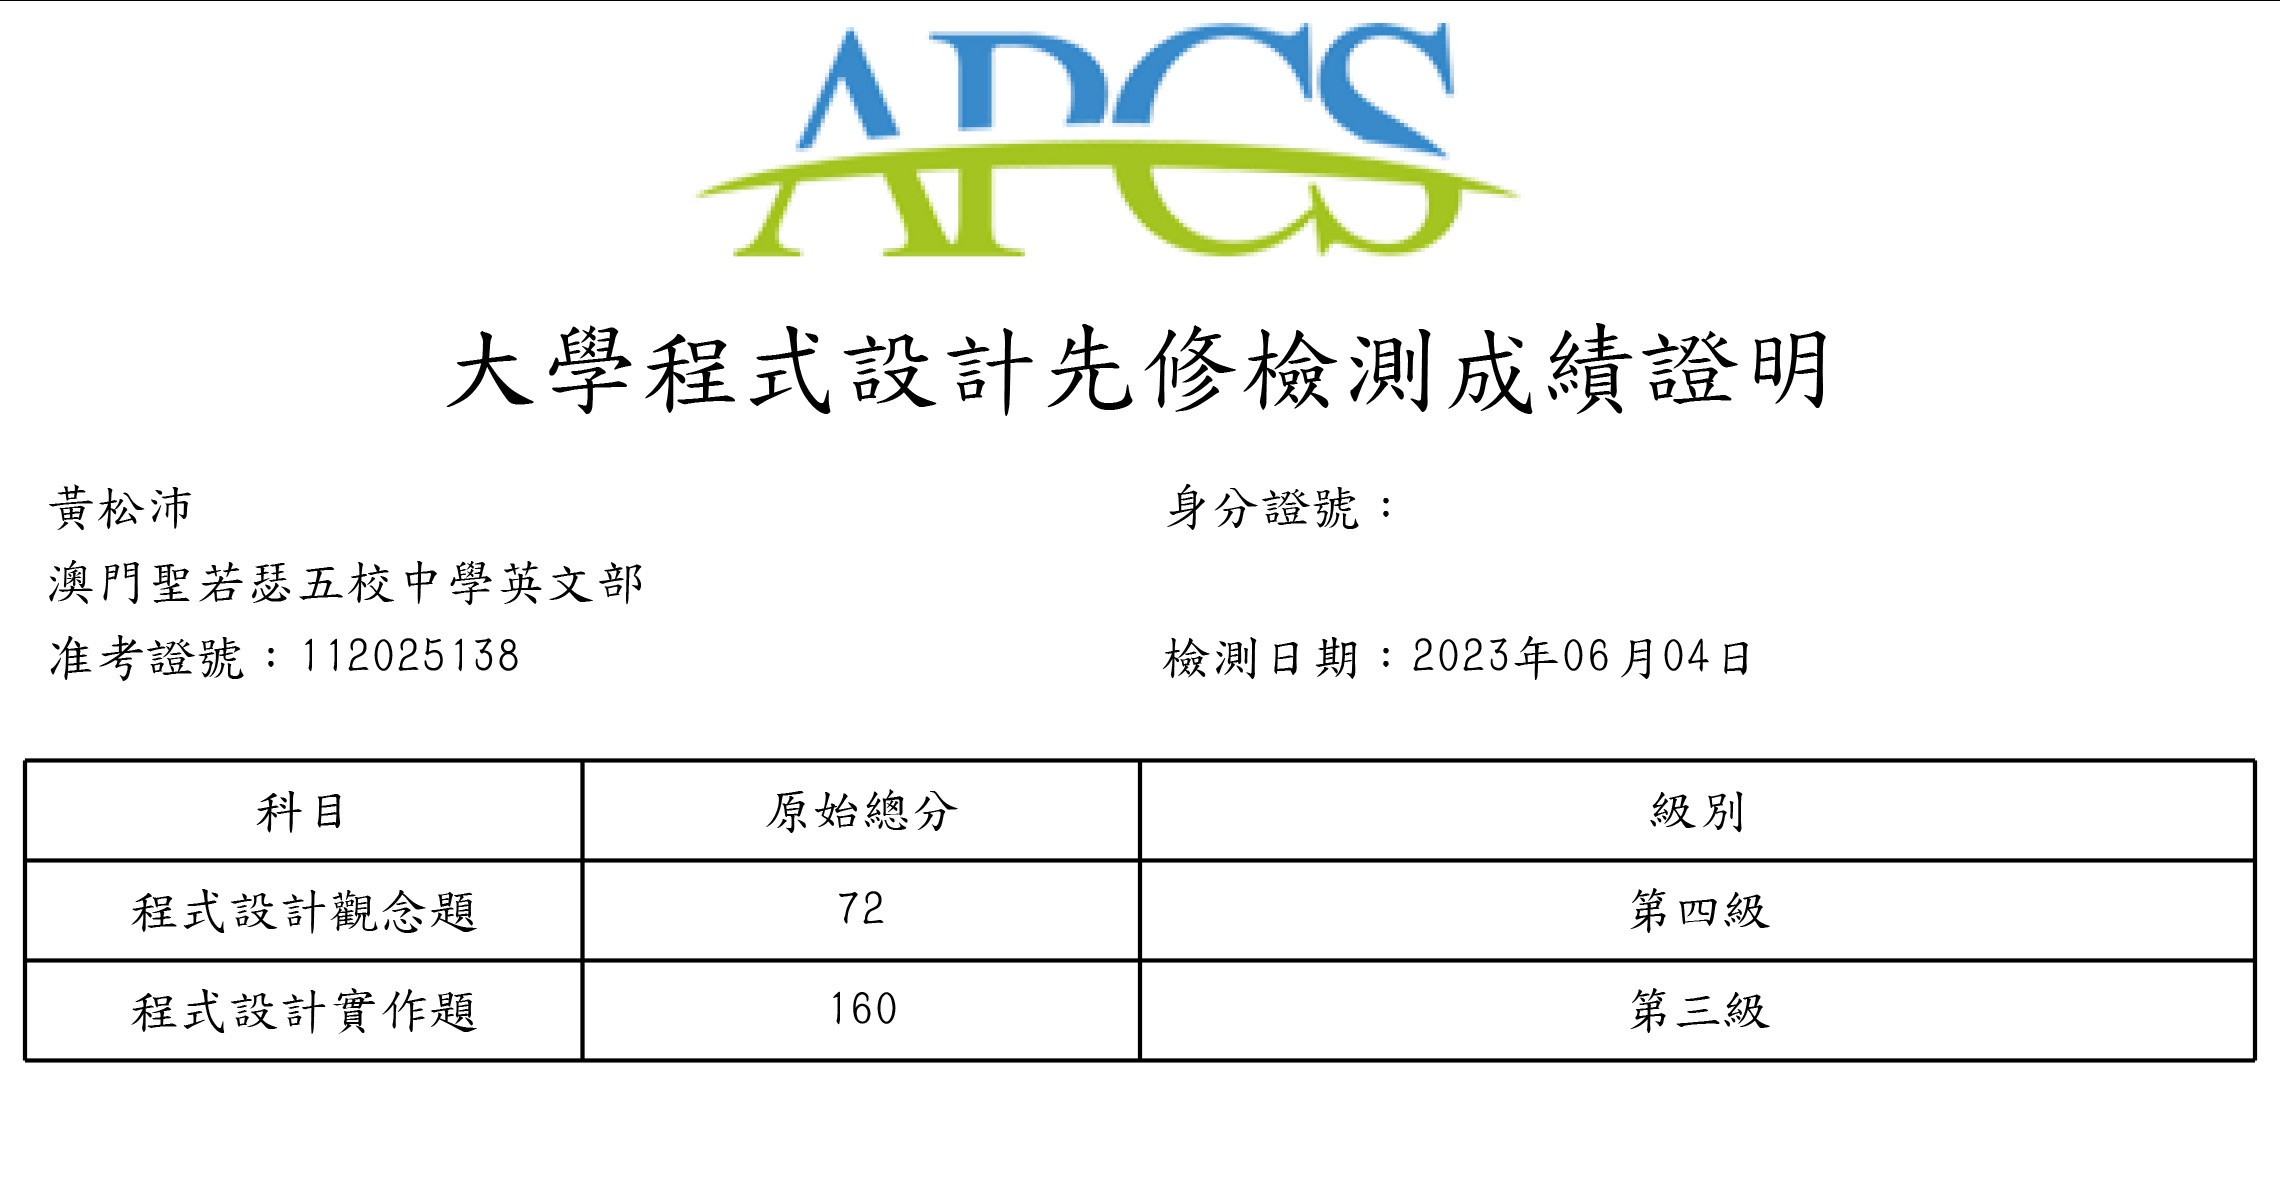 APCS
大學程式設計先修檢測成績證明
黃松沛 身分證號：
澳門聖若瑟五校中學英文部
准考證號：112025138 檢測日期：2023年06月04日
科目 原始總分 級別
程式設計觀念題 72 第四級
程式設計實作題 160 第三級